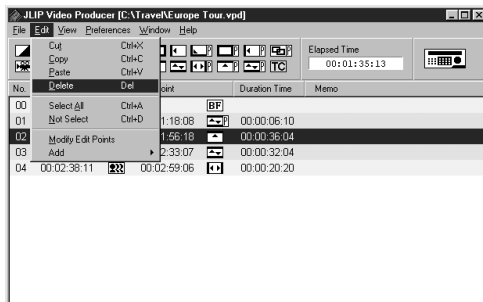 JLIP Video Producer [C:\Travel\Europe Tour.vpd]
File Edit View Preferences Window Help
Cut Ctrl+X
Copy Ctrl+C
Paste Ctrl+V
Delete Del
Select All Ctrl+A
Not Select Ctrl+D
Modify Edit Points
Add
P P P
P P P TC
Elapsed Time
00:01:35:13
No. oint Duration Time Memo
00 BF
01 1:18:08 P 00:00:06:10
02 1:56:18 00:00:36:04
03 2:33:07 00:00:32:04
04 00:02:38:11 00:02:59:06 00:00:20:20